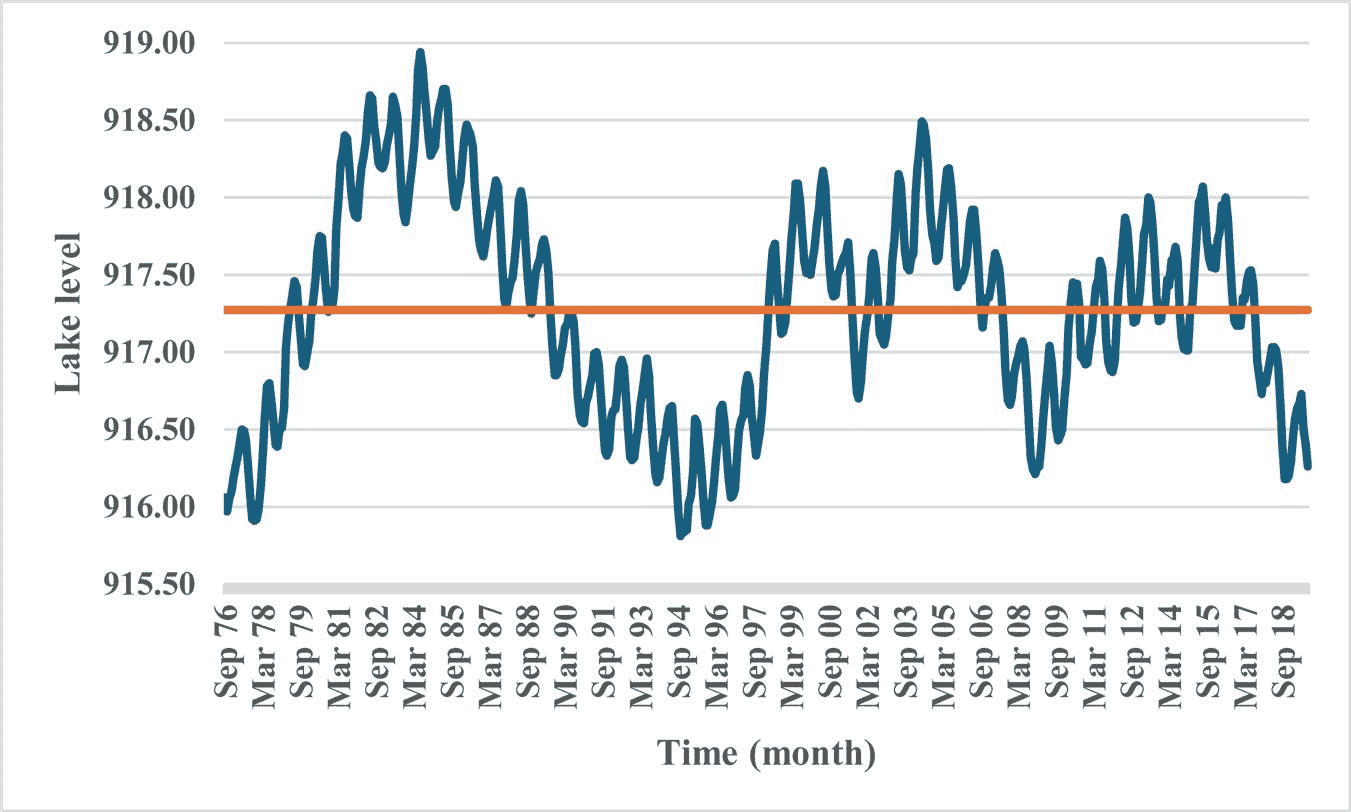 919.00
918.50
918.00
917.50
917.00
916.50
916.00
915.50
Lake level
Sep 76
Mar 78
Sep 79
Mar 81
Sep 82
Mar 84
Sep 85
Mar 87
Sep 88
Mar 90
Sep 91
Mar 93
Sep 94
Mar 96
Sep 97
Mar 99
Sep 00
Mar 02
Sep 03
Mar 05
Sep 06
Mar 08
Sep 09
Mar 11
Sep 12
Mar 14
Sep 15
Mar 17
Sep 18
Time (month)